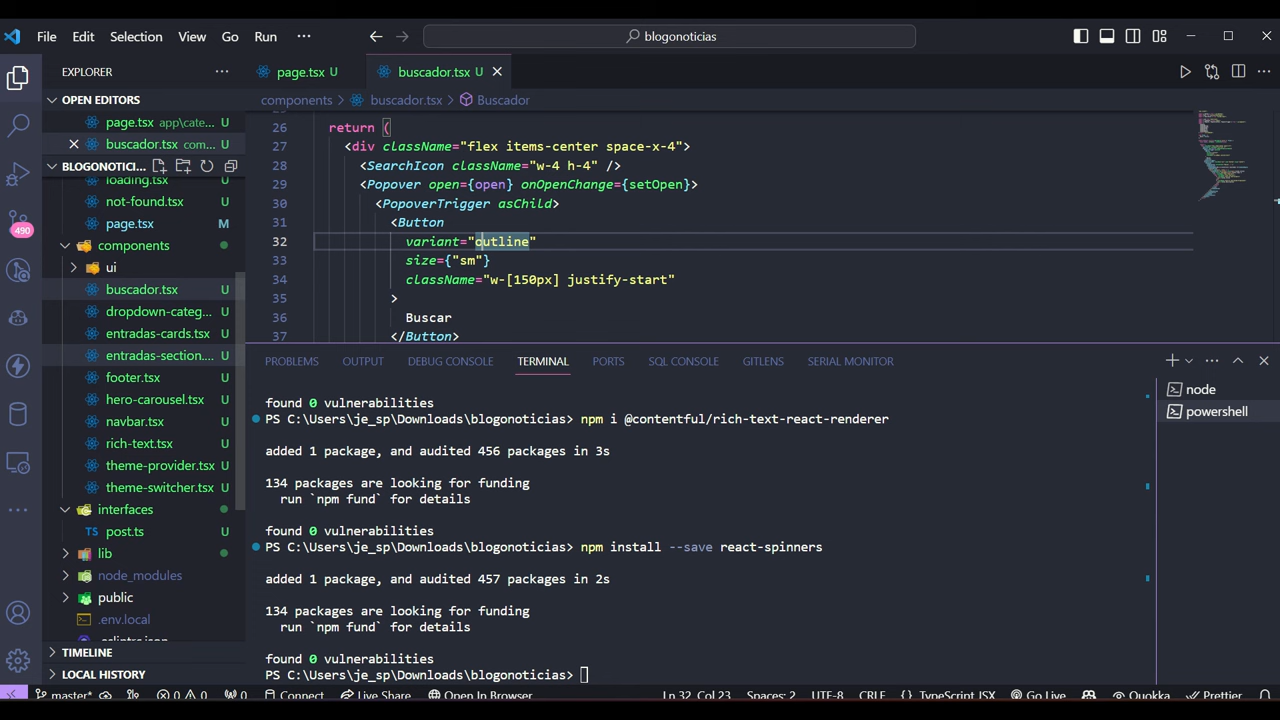 File Edit Selection View Go Run ··· blogonoticias
EXPLORER ···
page.tsx U
buscador.tsx U
OPEN EDITORS
page.tsx app\cate... U
buscador.tsx com... U
BLOGONOTICI...
loading.tsx U
not-found.tsx U
page.tsx M
components
ui
buscador.tsx U
dropdown-categ... U
entradas-cards.tsx U
entradas-section.... U
footer.tsx U
hero-carousel.tsx U
navbar.tsx U
rich-text.tsx U
theme-provider.tsx U
theme-switcher.tsx U
interfaces
TS post.ts U
lib
node_modules
public
.env.local
TIMELINE
LOCAL HISTORY
490
components > buscador.tsx > Buscador
26 return (
27 <div className="flex items-center space-x-4">
28 <SearchIcon className="w-4 h-4" />
29 <Popover open={open} onOpenChange={setOpen}>
30 <PopoverTrigger asChild>
31 <Button
32 variant="outline"
33 size={"sm"}
34 className="w-[150px] justify-start"
35 >
36 Buscar
37 </Button>
PROBLEMS OUTPUT DEBUG CONSOLE TERMINAL PORTS SQL CONSOLE GITLENS SERIAL MONITOR
found 0 vulnerabilities
PS C:\Users\je_sp\Downloads\blogonoticias> npm i @contentful/rich-text-react-renderer
added 1 package, and audited 456 packages in 3s
134 packages are looking for funding
run `npm fund` for details
found 0 vulnerabilities
PS C:\Users\je_sp\Downloads\blogonoticias> npm install --save react-spinners
added 1 package, and audited 457 packages in 2s
134 packages are looking for funding
run `npm fund` for details
found 0 vulnerabilities
PS C:\Users\je_sp\Downloads\blogonoticias>
node
powershell
master* 0 0 0 Connect Live Share Open In Browser Ln 32, Col 23 Spaces: 2 UTF-8 CRLF {} TypeScript JSX Go Live Quokka Prettier